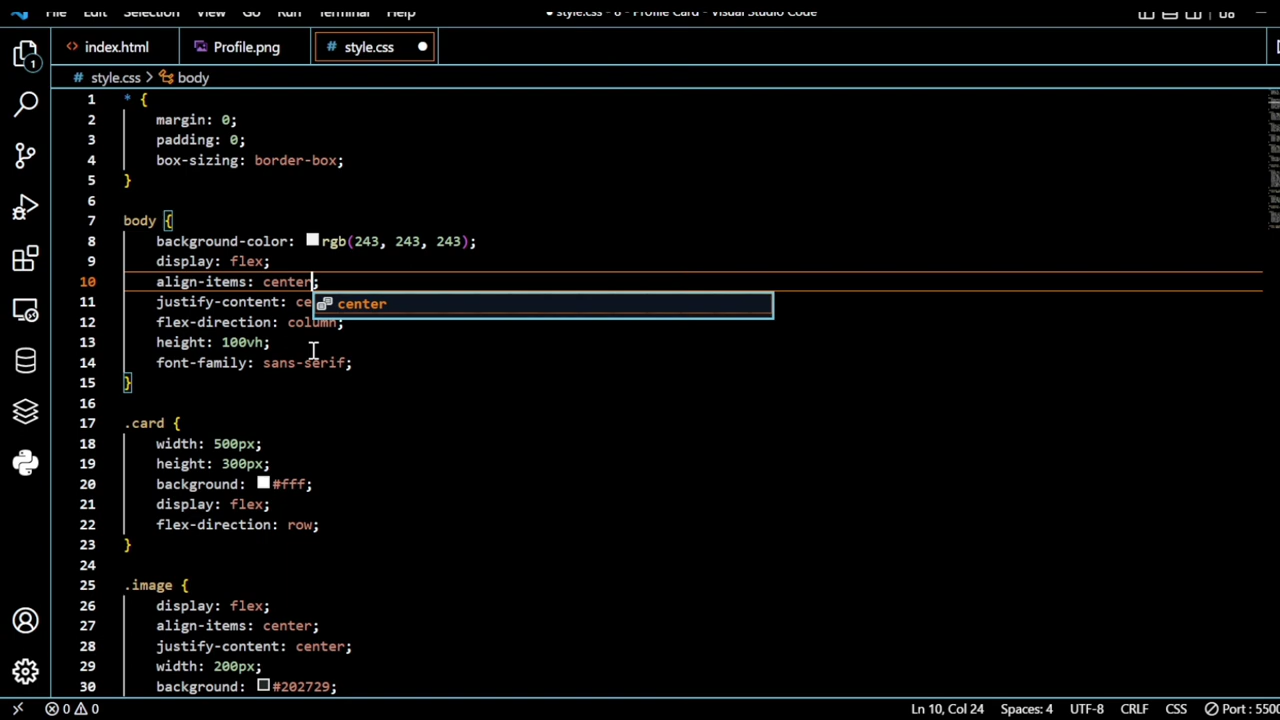 File Edit Selection View Go Run Terminal Help ● style.css - 8 - Profile Card - Visual Studio Code
<> index.html Profile.png # style.css ●
# style.css > body
1 * {
2 margin: 0;
3 padding: 0;
4 box-sizing: border-box;
5 }
6
7 body {
8 background-color: rgb(243, 243, 243);
9 display: flex;
10 align-items: center;
11 justify-content: ce
center
12 flex-direction: column;
13 height: 100vh;
14 font-family: sans-serif;
15 }
16
17 .card {
18 width: 500px;
19 height: 300px;
20 background: #fff;
21 display: flex;
22 flex-direction: row;
23 }
24
25 .image {
26 display: flex;
27 align-items: center;
28 justify-content: center;
29 width: 200px;
30 background: #202729;
1
0 0 Ln 10, Col 24 Spaces: 4 UTF-8 CRLF CSS Port : 5500